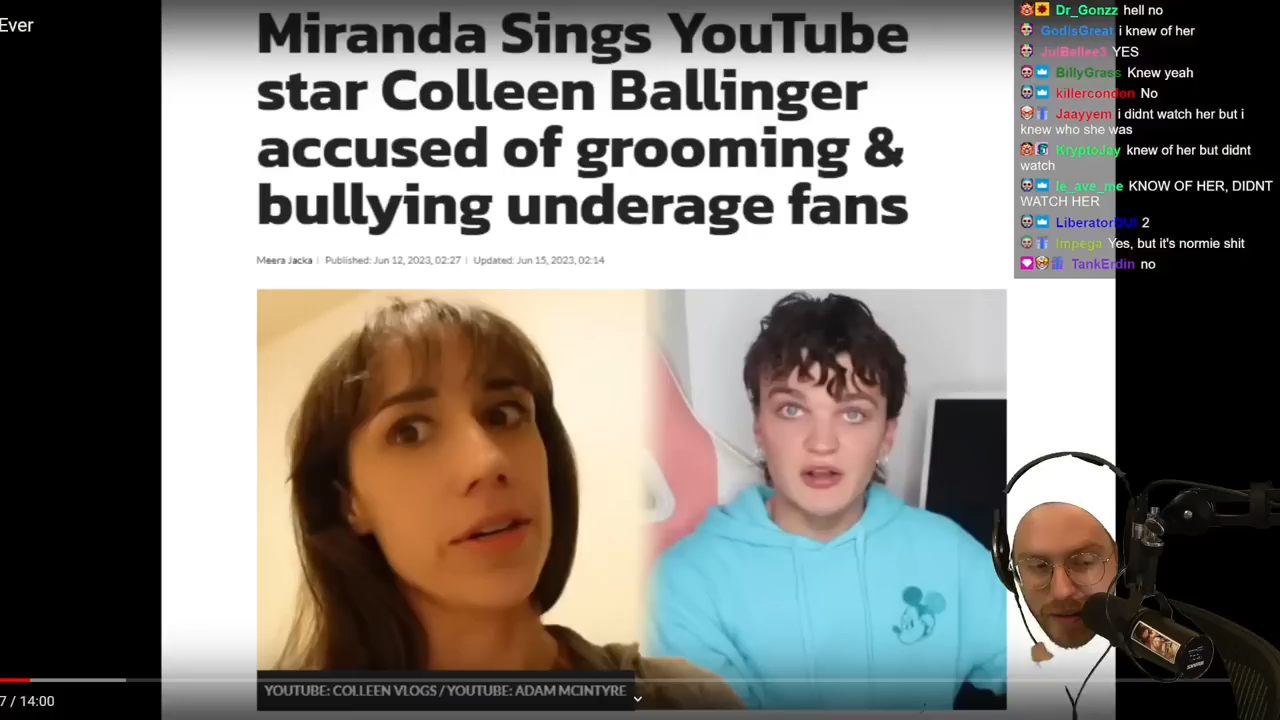 Ever
Miranda Sings YouTube
star Colleen Ballinger
accused of grooming &
bullying underage fans
Meera Jacka | Published: Jun 12, 2023, 02:27 | Updated: Jun 15, 2023, 02:14
YOUTUBE: COLLEEN VLOGS / YOUTUBE: ADAM MCINTYRE
7 / 14:00
Dr_Gonzz hell no
GodIsGreat i knew of her
JulBellee3 YES
BillyGrass Knew yeah
killercondon No
Jaayyem i didnt watch her but i
knew who she was
KryptoJay knew of her but didnt
watch
le_ave_me KNOW OF HER, DIDNT
WATCH HER
LiberatorDUI 2
Impega Yes, but it's normie shit
TankErdin no